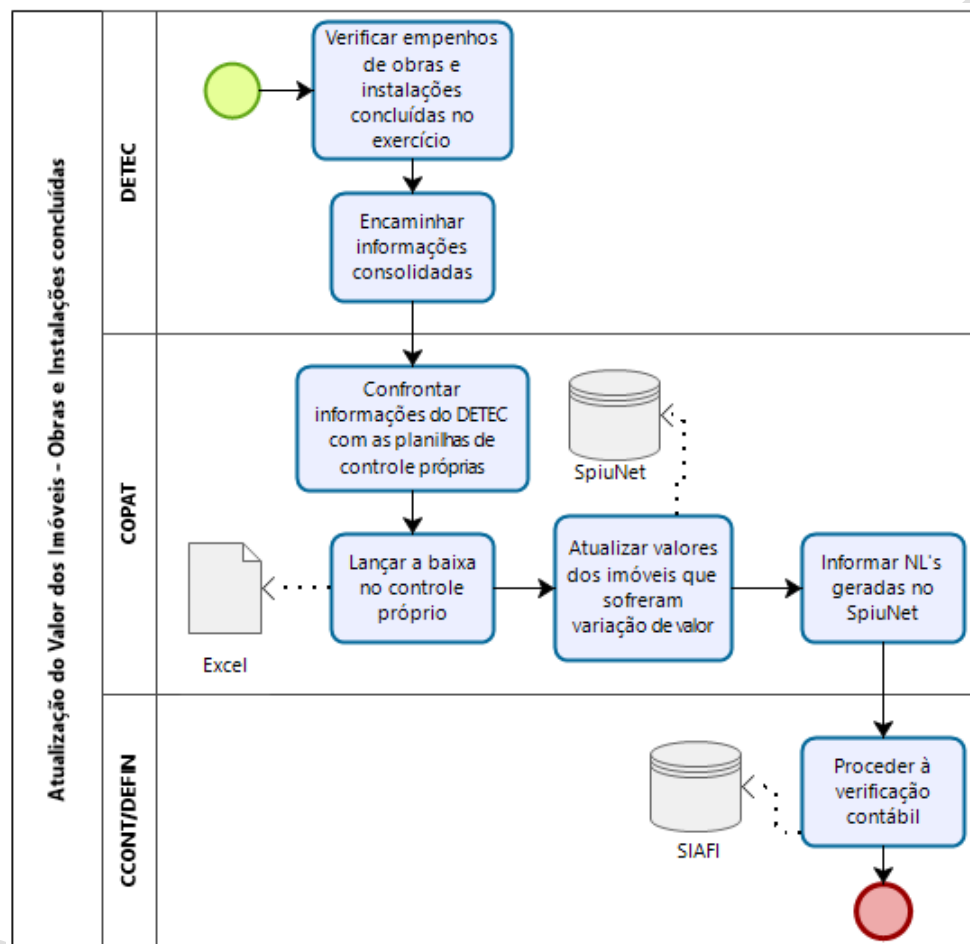 Atualização do Valor dos Imóveis - Obras e Instalações concluídas
DETEC
Verificar empenhos
de obras e
instalações
concluídas no
exercício
Encaminhar
informações
consolidadas
COPAT
Confrontar
informações do DETEC
com as planilhas de
controle próprias
SpiuNet
Lançar a baixa
no controle
próprio
Excel
Atualizar valores
dos imóveis que
sofreram
variação de valor
Informar NL's
geradas no
SpiuNet
CCONT/DEFIN
Proceder à
verificação
contábil
SIAFI